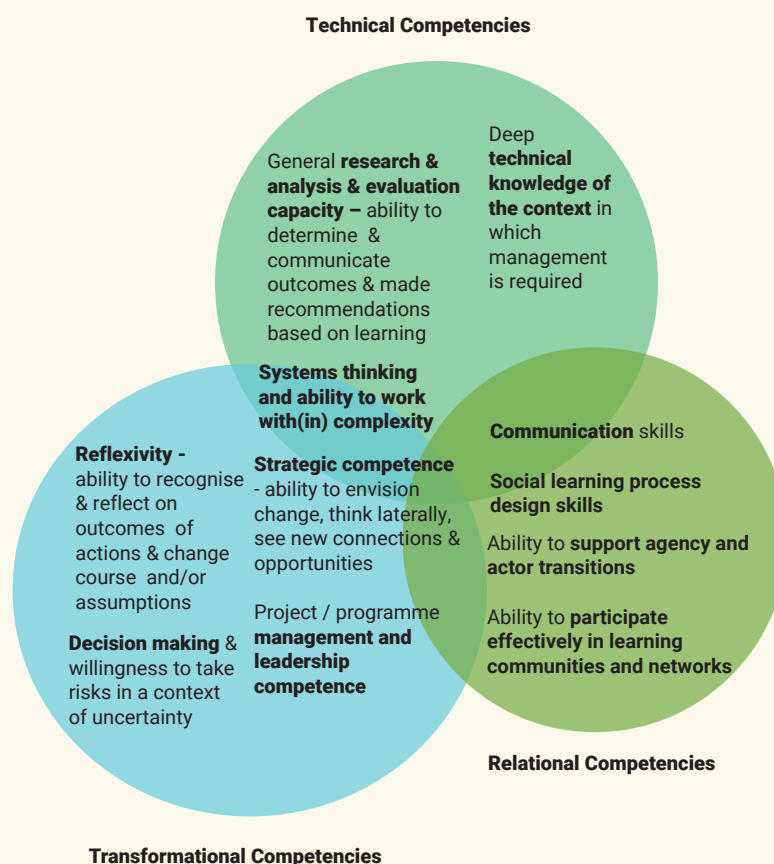 Technical Competencies
General research &
analysis & evaluation
capacity – ability to
determine &
communicate
outcomes & made
recommendations
based on learning
Deep
technical
knowledge of
the context in
which
management
is required
Systems thinking
and ability to work
with(in) complexity
Reflexivity -
ability to recognise
& reflect on
outcomes of
actions & change
course and/or
assumptions
Decision making &
willingness to take
risks in a context
of uncertainty
Strategic competence
- ability to envision
change, think laterally,
see new connections &
opportunities
Project / programme
management and
leadership
competence
Communication skills
Social learning process
design skills
Ability to support agency and
actor transitions
Ability to participate
effectively in learning
communities and networks
Relational Competencies
Transformational Competencies